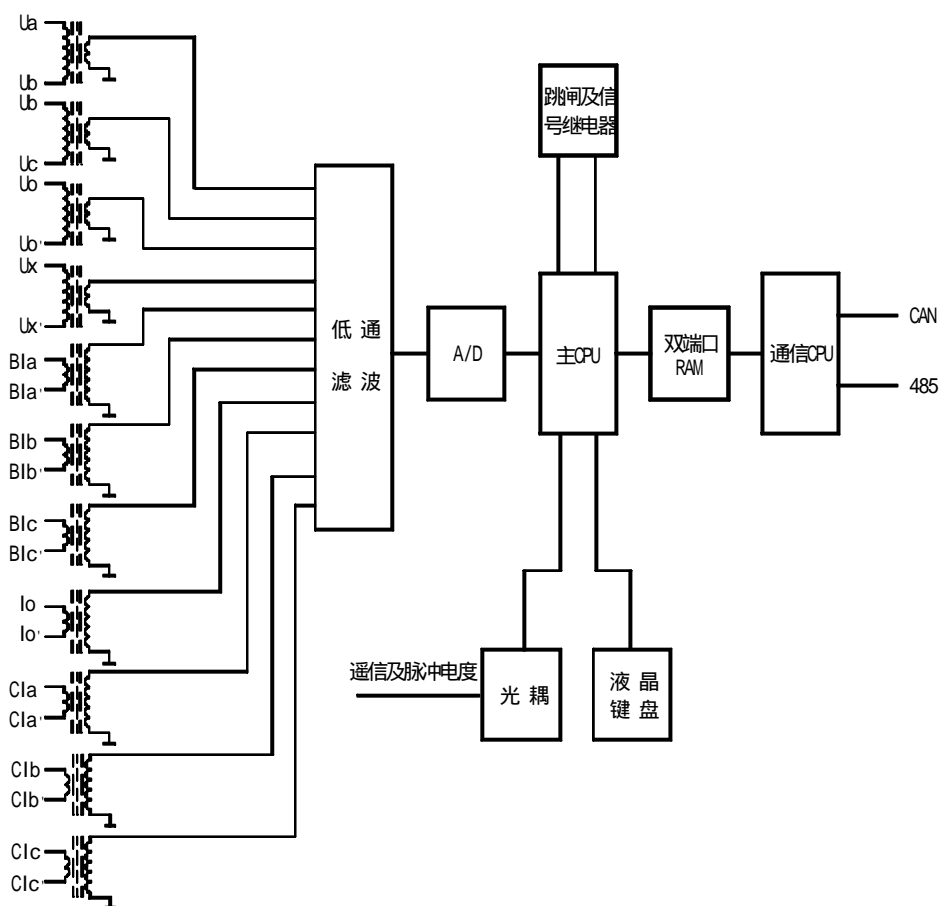 Ua
Ub
Ub
Uc
Uo
Uo'
Ux
Ux'
BIa
BIa'
BIb
BIb'
BIc
BIc'
Io
Io'
CIa
CIa'
CIb
CIb'
CIc
CIc'
低 通
滤 波
A/D
跳闸及信
号继电器
主CPU
双端口
RAM
通信CPU
CAN
485
遥信及脉冲电度
光 耦
液 晶
键 盘